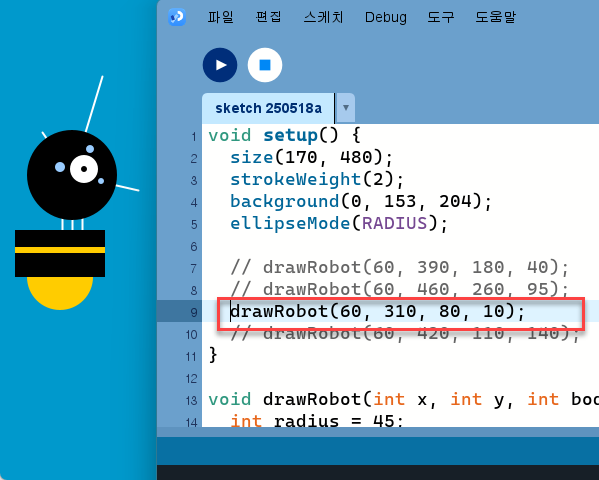 파일 편집 스케치 Debug 도구 도움말
sketch 250518a ▼
1 void setup() {
2 size(170, 480);
3 strokeWeight(2);
4 background(0, 153, 204);
5 ellipseMode(RADIUS);
6
7 // drawRobot(60, 390, 180, 40);
8 // drawRobot(60, 460, 260, 95);
9 drawRobot(60, 310, 80, 10);
10 // drawRobot(60, 420, 110, 140);
11 }
12
13 void drawRobot(int x, int y, int bod
14 int radius = 45;